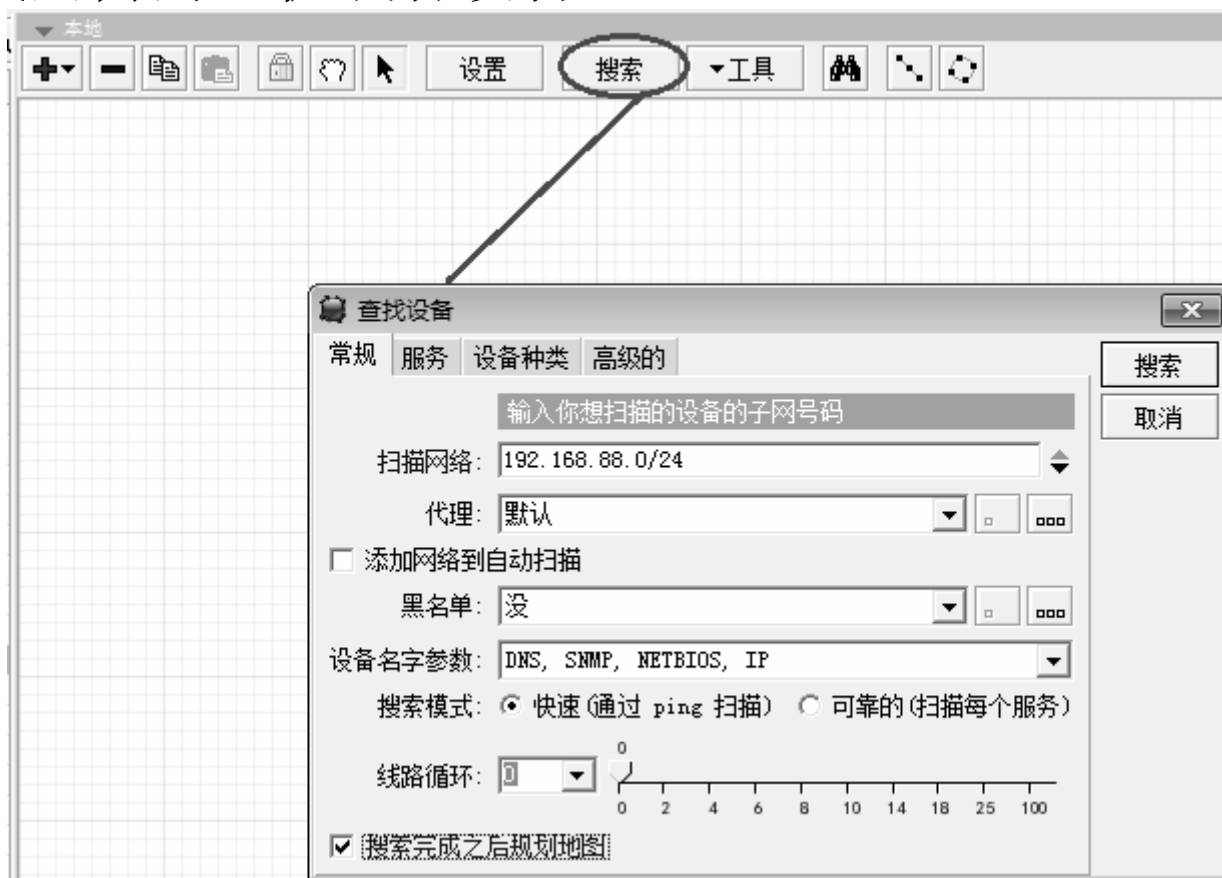 本地
设置 搜索 工具
查找设备
常规 服务 设备种类 高级的
搜索
输入你想扫描的设备的子网号码
取消
扫描网络: 192.168.88.0/24
代理: 默认
添加网络到自动扫描
黑名单: 没
设备名字参数: DNS, SNMP, NETBIOS, IP
搜索模式: 快速(通过 ping 扫描) 可靠的(扫描每个服务)
0
线路循环: 0
0 2 4 6 8 10 14 18 25 100
搜索完成之后规划地图